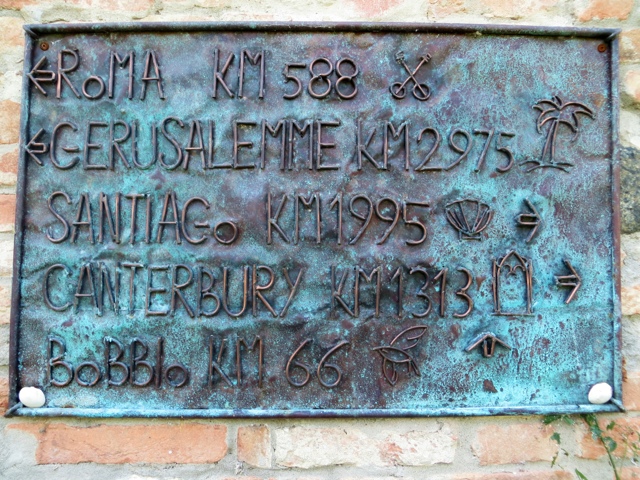 ROMA KM 588
GERUSALEMME KM 2975
SANTIAGO KM 1995
CANTERBURY KM 1313
BOBBIO KM 66